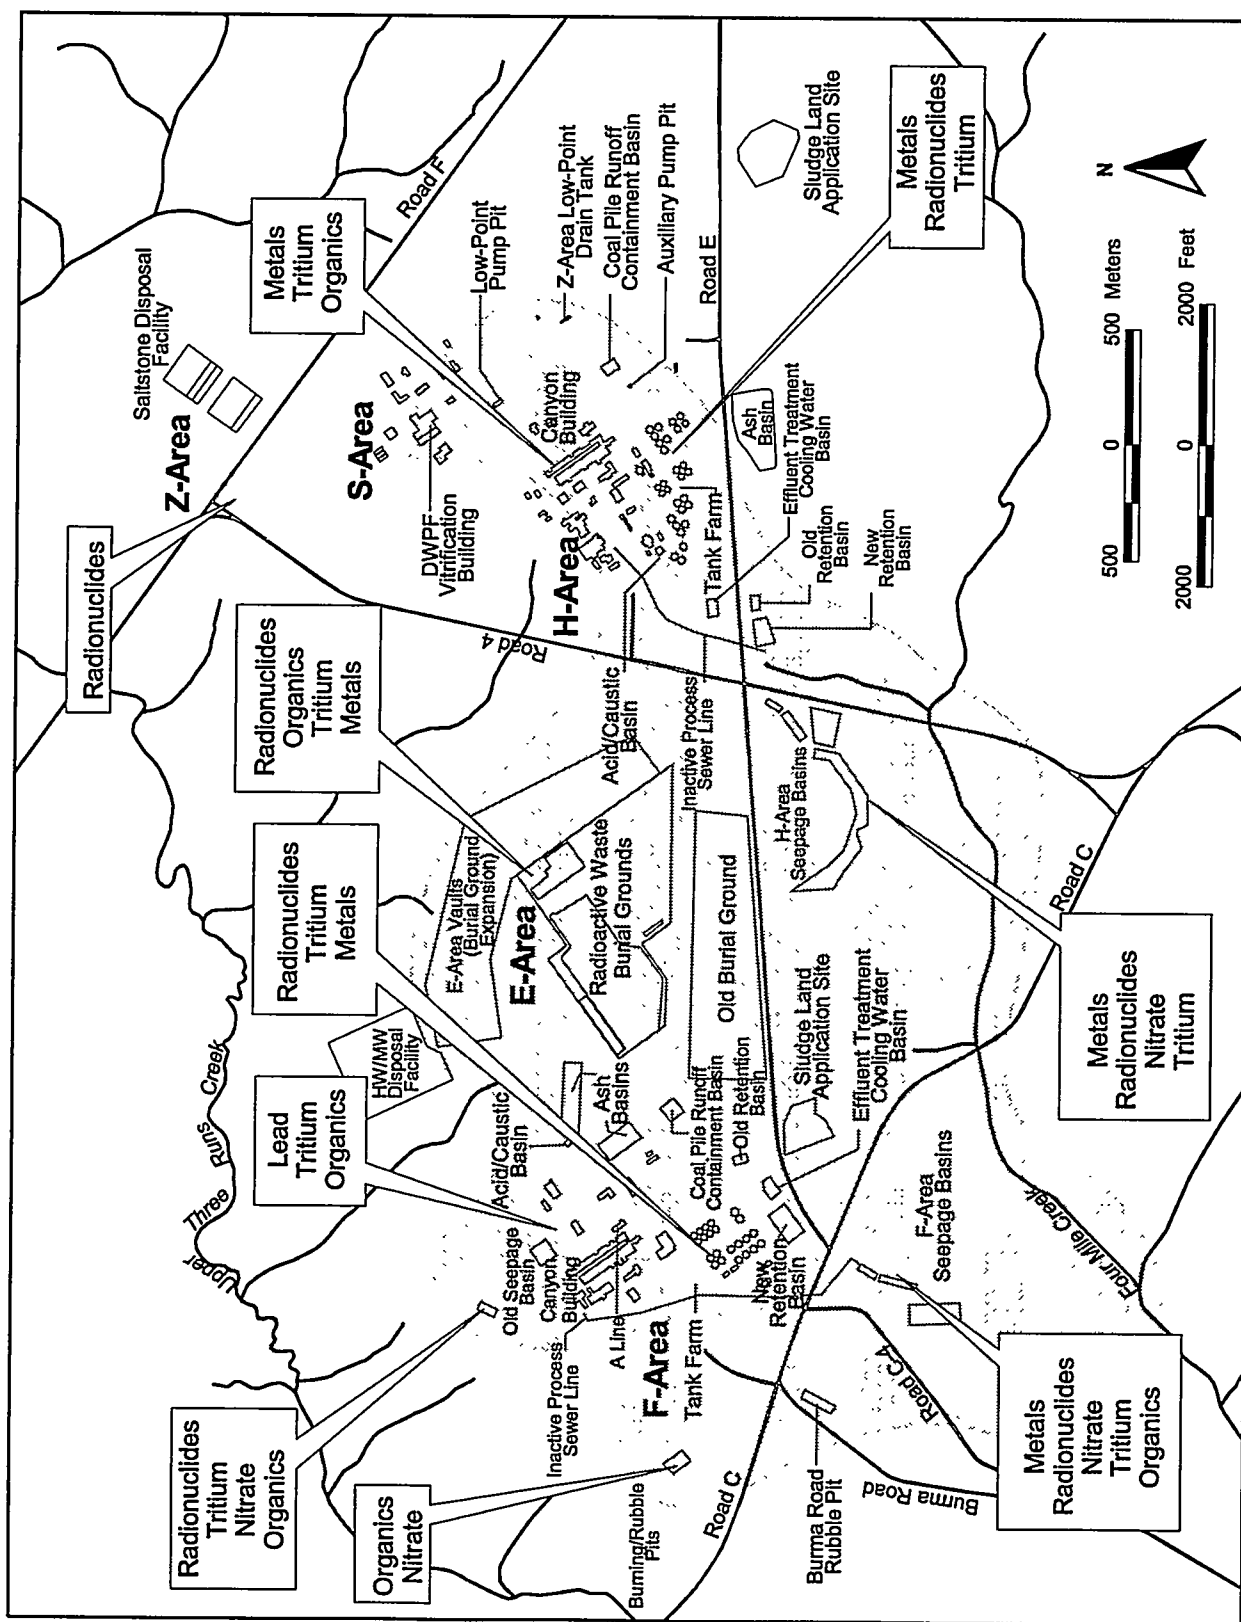 Radionuclides
Tritium
Nitrate
Organics
Organics
Nitrate
Lead
Tritium
Organics
Radionuclides
Tritium
Metals
Radionuclides
Organics
Tritium
Metals
Radionuclides
Metals
Tritium
Organics
Upper Three Runs Creek
Z-Area
Saltstone Disposal
Facility
Road F
S-Area
DWPF
Vitrification
Building
Low-Point
Pump Pit
Z-Area Low-Point
Drain Tank
Coal Pile Runoff
Containment Basin
Auxiliary Pump Pit
Canyon
Building
H-Area
Road 4
Acid/Caustic
Basin
Inactive Process
Sewer Line
Tank Farm
Road E
Ash
Basin
Effluent Treatment
Cooling Water
Basin
Old
Retention
Basin
New
Retention
Basin
Sludge Land
Application Site
Metals
Radionuclides
Tritium
HW/MW
Disposal
Facility
E-Area Vaults
(Burial Ground
Expansion)
E-Area
Radioactive Waste
Burial Grounds
Old Burial Ground
H-Area
Seepage Basins
Acid/Caustic
Basin
Ash
Basins
Old Seepage
Basin
Canyon
Building
Inactive Process
Sewer Line
A Line
F-Area
Tank Farm
Coal Pile Runoff
Containment Basin
Old Retention
Basin
New
Retention
Basin
Sludge Land
Application Site
Effluent Treatment
Cooling Water
Basin
F-Area
Seepage Basins
Burning/Rubble
Pits
Road C
Burma Road
Rubble Pit
Burma Road
Road C-4
Four Mile Creek
Road C
Metals
Radionuclides
Nitrate
Tritium
Organics
Metals
Radionuclides
Nitrate
Tritium
N
500 0 500 Meters
2000 0 2000 Feet